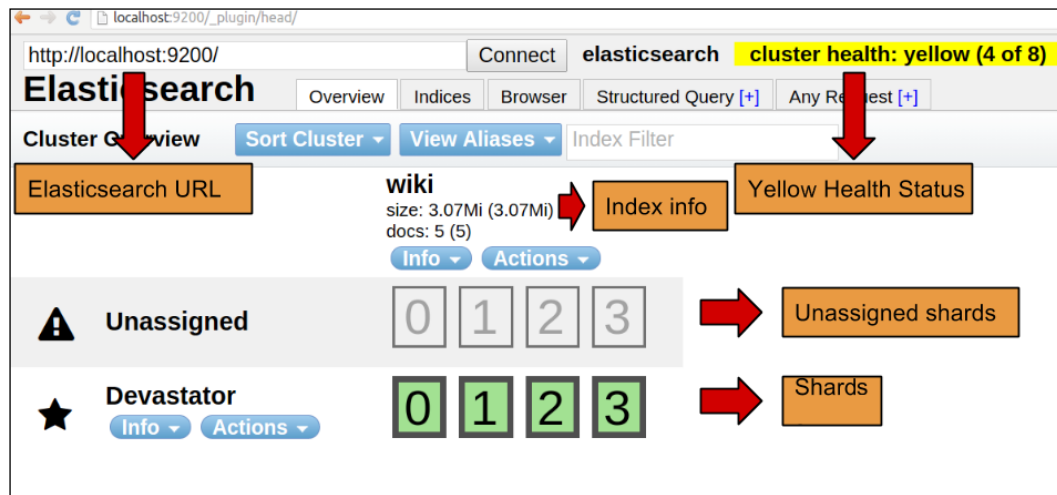 localhost:9200/_plugin/head/
http://localhost:9200/ Connect elasticsearch cluster health: yellow (4 of 8)
Elasticsearch Overview Indices Browser Structured Query [+] Any Request [+]
Cluster Overview Sort Cluster View Aliases Index Filter
Elasticsearch URL
Yellow Health Status
wiki
size: 3.07Mi (3.07Mi)
docs: 5 (5)
Index info
Info Actions
Unassigned 0 1 2 3 Unassigned shards
Devastator 0 1 2 3 Shards
Info Actions